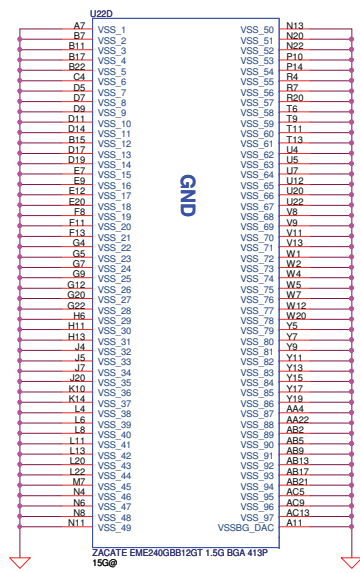 U22D
A7 VSS_1 VSS_50 N13
B7 VSS_2 VSS_51 N20
B11 VSS_3 VSS_52 N22
B17 VSS_4 VSS_53 P10
B22 VSS_5 VSS_54 P14
C4 VSS_6 VSS_55 R4
D5 VSS_7 VSS_56 R7
D7 VSS_8 VSS_57 R20
D9 VSS_9 VSS_58 T6
D11 VSS_10 VSS_59 T9
D14 VSS_11 VSS_60 T11
B15 VSS_12 VSS_61 T13
D17 VSS_13 VSS_62 U4
D19 VSS_14 VSS_63 U5
E7 VSS_15 VSS_64 U7
E9 VSS_16 VSS_65 U12
E12 VSS_17 VSS_66 U20
E20 VSS_18 VSS_67 U22
F8 VSS_19 VSS_68 V8
F11 VSS_20 VSS_69 V9
F13 VSS_21 VSS_70 V11
G4 VSS_22 VSS_71 V13
G5 VSS_23 VSS_72 W1
G7 VSS_24 VSS_73 W2
G9 VSS_25 VSS_74 W4
G12 VSS_26 VSS_75 W5
G20 VSS_27 VSS_76 W7
G22 VSS_28 VSS_77 W12
H6 VSS_29 VSS_78 W20
H11 VSS_30 VSS_79 Y5
H13 VSS_31 VSS_80 Y7
J4 VSS_32 VSS_81 Y9
J5 VSS_33 VSS_82 Y11
J7 VSS_34 VSS_83 Y13
J20 VSS_35 VSS_84 Y15
K10 VSS_36 VSS_85 Y17
K14 VSS_37 VSS_86 Y19
L4 VSS_38 VSS_87 AA4
L6 VSS_39 VSS_88 AA22
L8 VSS_40 VSS_89 AB2
L11 VSS_41 VSS_90 AB5
L13 VSS_42 VSS_91 AB9
L20 VSS_43 VSS_92 AB13
L22 VSS_44 VSS_93 AB17
M7 VSS_45 VSS_94 AB21
N4 VSS_46 VSS_95 AC5
N6 VSS_47 VSS_96 AC9
N8 VSS_48 VSS_97 AC13
N11 VSS_49 VSSBG_DAC A11
GND
ZACATE EME240GBB12GT 1.5G BGA 413P
15G@